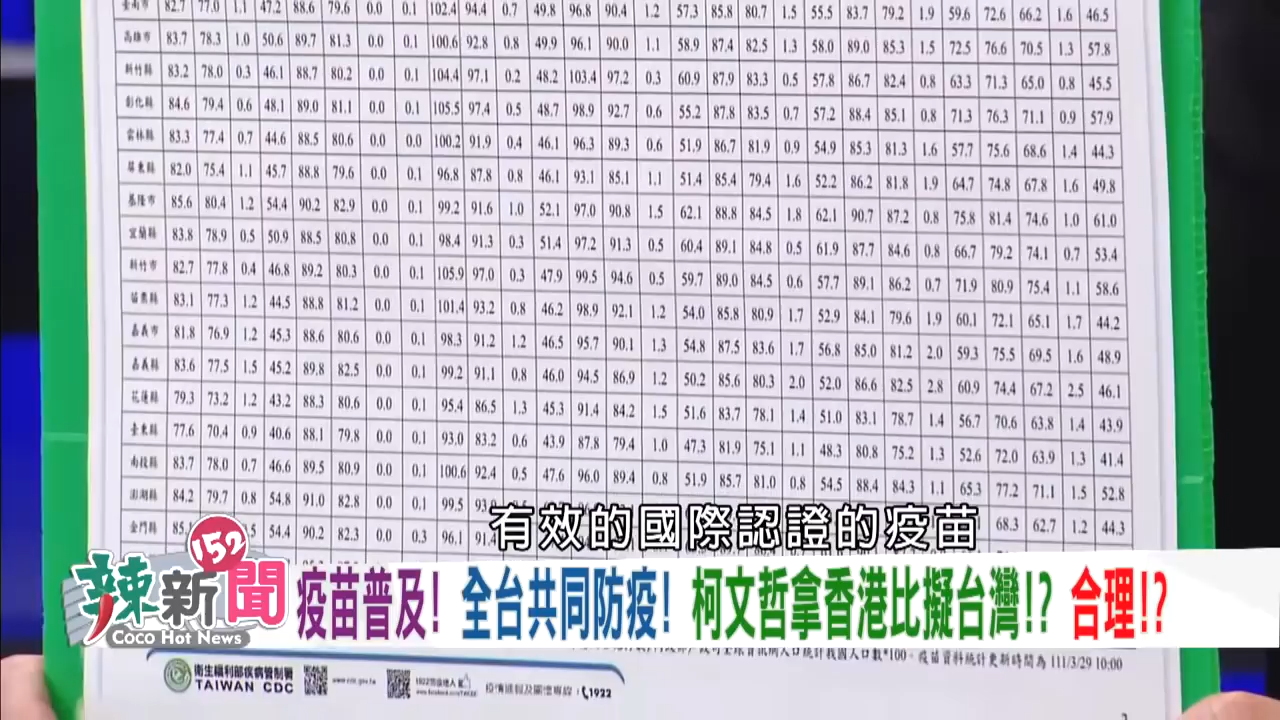 臺南市 82.7 77.0 1.1 47.2 88.6 79.6 0.0 0.1 102.4 94.4 0.7 49.8 96.8 90.4 1.2 57.3 85.8 80.7 1.5 55.5 83.7 79.2 1.9 59.6 72.6 66.2 1.6 46.5
高雄市 83.7 78.3 1.0 50.6 89.7 81.3 0.0 0.1 100.6 92.8 0.8 49.9 96.1 90.0 1.1 58.9 87.4 82.5 1.3 58.0 89.0 85.3 1.5 72.5 76.6 70.5 1.3 57.8
新竹縣 83.2 78.0 0.3 46.1 88.7 80.2 0.0 0.1 104.4 97.1 0.2 48.2 103.4 97.2 0.3 60.9 87.9 83.3 0.5 57.8 86.7 82.4 0.8 63.3 71.3 65.0 0.8 45.5
彰化縣 84.6 79.4 0.6 48.1 89.0 81.1 0.0 0.1 105.5 97.4 0.5 48.7 98.9 92.7 0.6 55.2 87.8 83.5 0.7 57.2 88.4 85.1 0.8 71.3 76.3 71.1 0.9 57.9
雲林縣 83.3 77.4 0.7 44.6 88.5 80.6 0.0 0.0 100.2 91.9 0.4 46.1 96.3 89.3 0.6 51.9 86.7 81.9 0.9 54.9 85.3 81.3 1.6 57.7 75.6 68.6 1.4 44.3
屏東縣 82.0 75.4 1.1 45.7 88.8 79.6 0.0 0.1 96.8 87.8 0.8 46.1 93.1 85.1 1.1 51.4 85.4 79.4 1.6 52.2 86.2 81.8 1.9 64.7 74.8 67.8 1.6 49.8
基隆市 85.6 80.4 1.2 54.4 90.2 82.9 0.0 0.1 99.2 91.6 1.0 52.1 97.0 90.8 1.5 62.1 88.8 84.5 1.8 62.1 90.7 87.2 0.8 75.8 81.4 74.6 1.0 61.0
宜蘭縣 83.8 78.9 0.5 50.9 88.5 80.8 0.0 0.1 98.4 91.3 0.3 51.4 97.2 91.3 0.5 60.4 89.1 84.8 0.5 61.9 87.7 84.6 0.8 66.7 79.2 74.1 0.7 53.4
新竹市 82.7 77.8 0.4 46.8 89.2 80.3 0.0 0.1 105.9 97.0 0.3 47.9 99.5 94.6 0.5 59.7 89.0 84.5 0.6 57.7 89.1 86.2 0.7 71.9 80.9 75.4 1.1 58.6
苗栗縣 83.1 77.3 1.2 44.5 88.8 81.2 0.0 0.1 101.4 93.2 0.8 46.2 98.9 92.1 1.2 54.0 85.8 80.9 1.7 52.9 84.1 79.6 1.9 60.1 72.1 65.1 1.7 44.2
嘉義市 81.8 76.9 1.2 45.3 88.6 80.6 0.0 0.1 98.3 91.2 1.2 46.5 95.7 90.1 1.3 54.8 87.5 83.6 1.7 56.8 85.0 81.2 2.0 59.3 75.5 69.5 1.6 48.9
嘉義縣 83.6 77.5 1.5 45.2 89.8 82.5 0.0 0.1 99.2 91.1 0.8 46.0 94.5 86.9 1.2 50.2 85.6 80.3 2.0 52.0 86.6 82.5 2.8 60.9 74.4 67.2 2.5 46.1
花蓮縣 79.3 73.2 1.2 43.2 88.3 80.6 0.0 0.1 95.4 86.5 1.3 45.3 91.4 84.2 1.5 51.6 83.7 78.1 1.4 51.0 83.1 78.7 1.4 56.7 70.6 63.8 1.4 43.9
臺東縣 77.6 70.4 0.9 40.6 88.1 79.8 0.0 0.1 93.0 83.2 0.6 43.9 87.8 79.4 1.0 47.3 81.9 75.1 1.1 48.3 80.8 75.2 1.3 52.6 72.0 63.9 1.3 41.4
南投縣 83.7 78.0 0.7 46.6 89.5 80.9 0.0 0.1 100.6 92.4 0.5 47.6 96.0 89.4 0.8 51.9 85.7 81.0 0.8 54.5 88.4 84.3 1.1 65.3 77.2 71.1 1.5 52.8
澎湖縣 84.2 79.7 0.8 54.8 91.0 82.8 0.0 0.1 99.5
金門縣 54.4 90.2 82.3 0.0 0.3 96.1 68.3 62.7 1.2 44.3
有效的國際認證的疫苗
152
辣新聞
Coco Hot News
疫苗普及! 全台共同防疫! 柯文哲拿香港比擬台灣!? 合理!?
人口統計我國人口數*100。疫苗資料統計更新時間為 111/3/29 10:00
衛生福利部疾病管制署
TAIWAN CDC
www.cdc.gov.tw
疫情通報及關懷專線: 1922